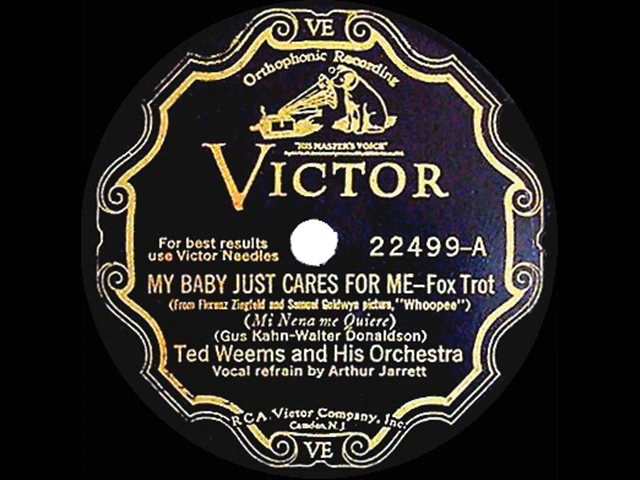 VE
Orthophonic Recording
"HIS MASTER'S VOICE"
VICTOR
For best results
use Victor Needles
22499-A
MY BABY JUST CARES FOR ME—Fox Trot
(From Florenz Ziegfeld and Samuel Goldwyn picture, "Whoopee")
(Mi Nena me Quiere)
(Gus Kahn-Walter Donaldson)
Ted Weems and His Orchestra
Vocal refrain by Arthur Jarrett
RCA Victor Company, Inc.
Camden, N.J.
VE